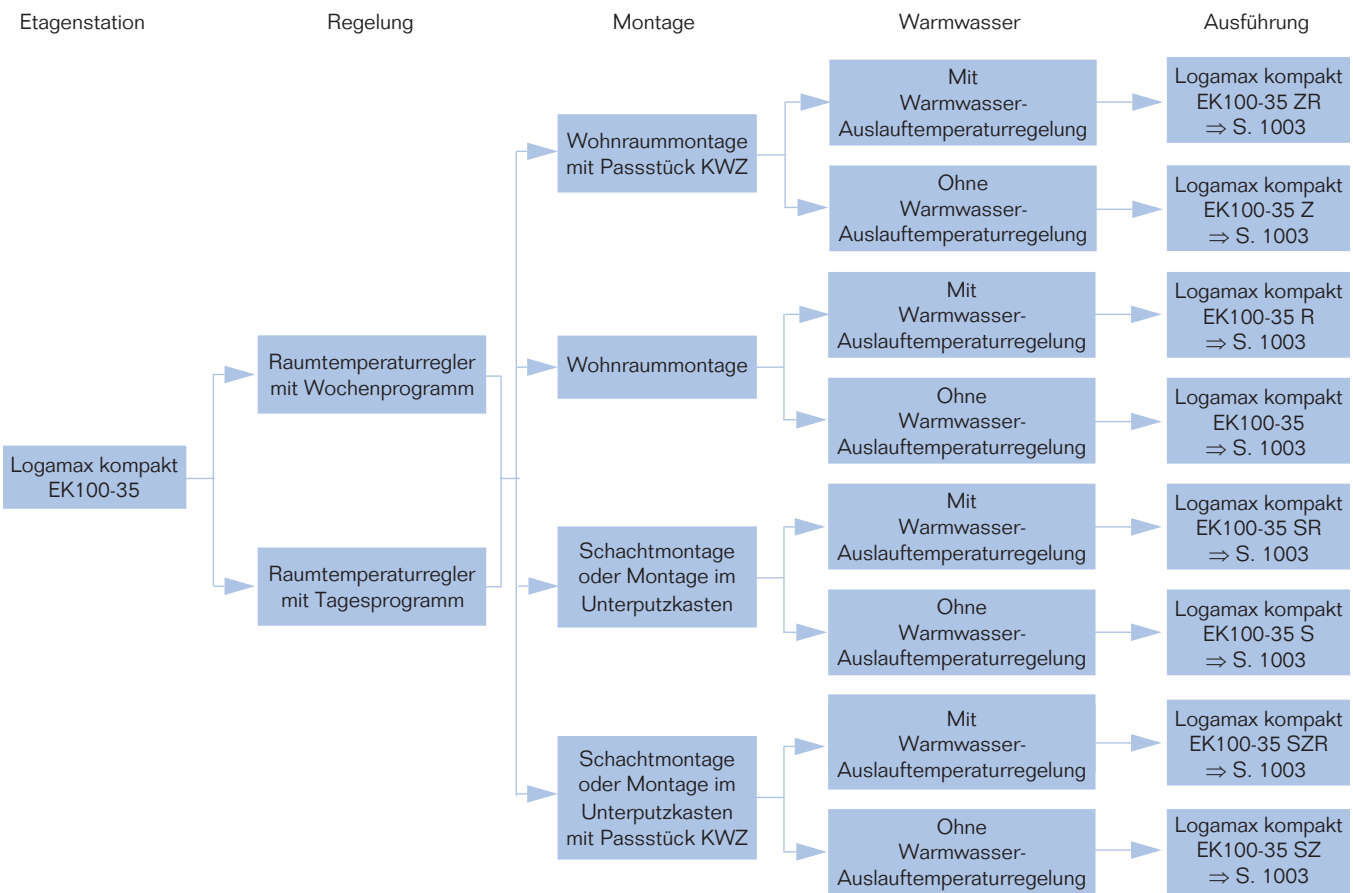 Etagenstation
Regelung
Montage
Warmwasser
Ausführung
Logamax kompakt
EK100-35
Raumtemperaturregler
mit Wochenprogramm
Raumtemperaturregler
mit Tagesprogramm
Wohnraummontage
mit Passstück KWZ
Wohnraummontage
Schachtmontage
oder Montage im
Unterputzkasten
Schachtmontage
oder Montage im
Unterputzkasten
mit Passstück KWZ
Mit
Warmwasser-
Auslauftemperaturregelung
Ohne
Warmwasser-
Auslauftemperaturregelung
Mit
Warmwasser-
Auslauftemperaturregelung
Ohne
Warmwasser-
Auslauftemperaturregelung
Mit
Warmwasser-
Auslauftemperaturregelung
Ohne
Warmwasser-
Auslauftemperaturregelung
Mit
Warmwasser-
Auslauftemperaturregelung
Ohne
Warmwasser-
Auslauftemperaturregelung
Logamax kompakt
EK100-35 ZR
⇒ S. 1003
Logamax kompakt
EK100-35 Z
⇒ S. 1003
Logamax kompakt
EK100-35 R
⇒ S. 1003
Logamax kompakt
EK100-35
⇒ S. 1003
Logamax kompakt
EK100-35 SR
⇒ S. 1003
Logamax kompakt
EK100-35 S
⇒ S. 1003
Logamax kompakt
EK100-35 SZR
⇒ S. 1003
Logamax kompakt
EK100-35 SZ
⇒ S. 1003